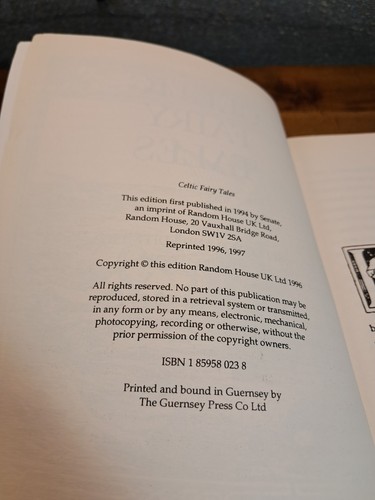 Celtic Fairy Tales
This edition first published in 1994 by Senate,
an imprint of Random House UK Ltd,
Random House, 20 Vauxhall Bridge Road,
London SW1V 2SA
Reprinted 1996, 1997
Copyright © this edition Random House UK Ltd 1996
All rights reserved. No part of this publication may be
reproduced, stored in a retrieval system or transmitted,
in any form or by any means, electronic, mechanical,
photocopying, recording or otherwise, without the
prior permission of the copyright owners.
ISBN 1 85958 023 8
Printed and bound in Guernsey by
The Guernsey Press Co Ltd